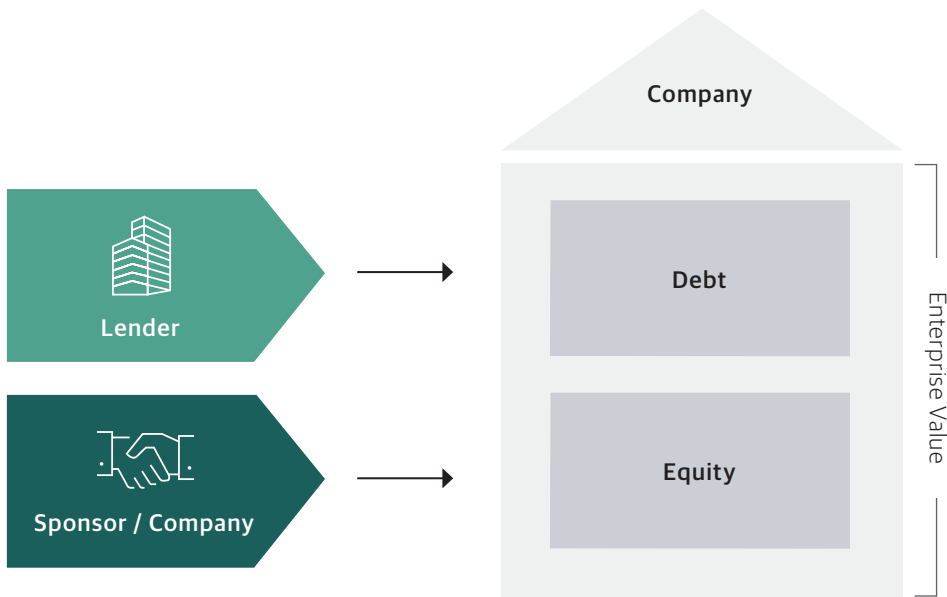 Company
Lender
Debt
Sponsor / Company
Equity
Enterprise Value